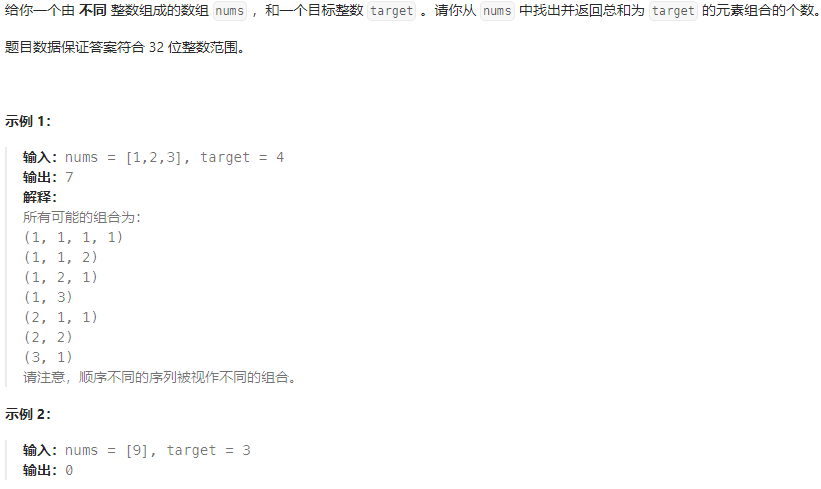 给你一个由 不同 整数组成的数组 nums ，和一个目标整数 target 。请你从 nums 中找出并返回总和为 target 的元素组合的个数。
题目数据保证答案符合 32 位整数范围。
示例 1：
输入：nums = [1,2,3], target = 4
输出：7
解释：
所有可能的组合为：
(1, 1, 1, 1)
(1, 1, 2)
(1, 2, 1)
(1, 3)
(2, 1, 1)
(2, 2)
(3, 1)
请注意，顺序不同的序列被视作不同的组合。
示例 2：
输入：nums = [9], target = 3
输出：0